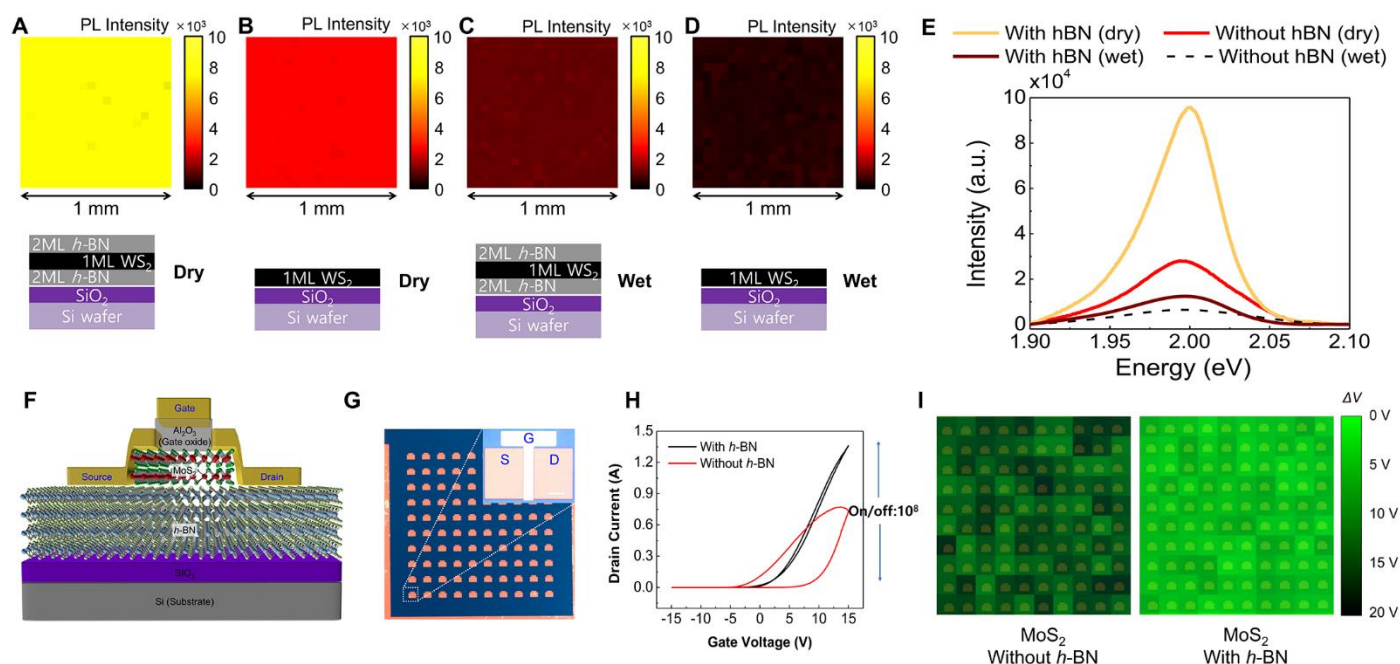 A
PL Intensity
×10³
10
8
6
4
2
0
1 mm
2ML h-BN
1ML WS₂
2ML h-BN
SiO₂
Si wafer
Dry
B
PL Intensity
×10³
10
8
6
4
2
0
1 mm
1ML WS₂
SiO₂
Si wafer
Dry
C
PL Intensity
×10³
10
8
6
4
2
0
1 mm
2ML h-BN
1ML WS₂
2ML h-BN
SiO₂
Si wafer
Wet
D
PL Intensity
×10³
10
8
6
4
2
0
1 mm
1ML WS₂
SiO₂
Si wafer
Wet
E
With hBN (dry) Without hBN (dry)
With hBN (wet) Without hBN (wet)
x10⁴
10
8
6
4
2
0
Intensity (a.u.)
1.90 1.95 2.00 2.05 2.10
Energy (eV)
F
Gate
Al₂O₃
(Gate oxide)
MoS₂
Source Drain
h-BN
SiO₂
Si (Substrate)
G
G
S D
H
With h-BN
Without h-BN
1.5
1.2
0.9
0.6
0.3
0.0
Drain Current (A)
On/off:10⁸
-15 -10 -5 0 5 10 15
Gate Voltage (V)
I
ΔV
0 V
5 V
10 V
15 V
20 V
MoS₂
Without h-BN
MoS₂
With h-BN